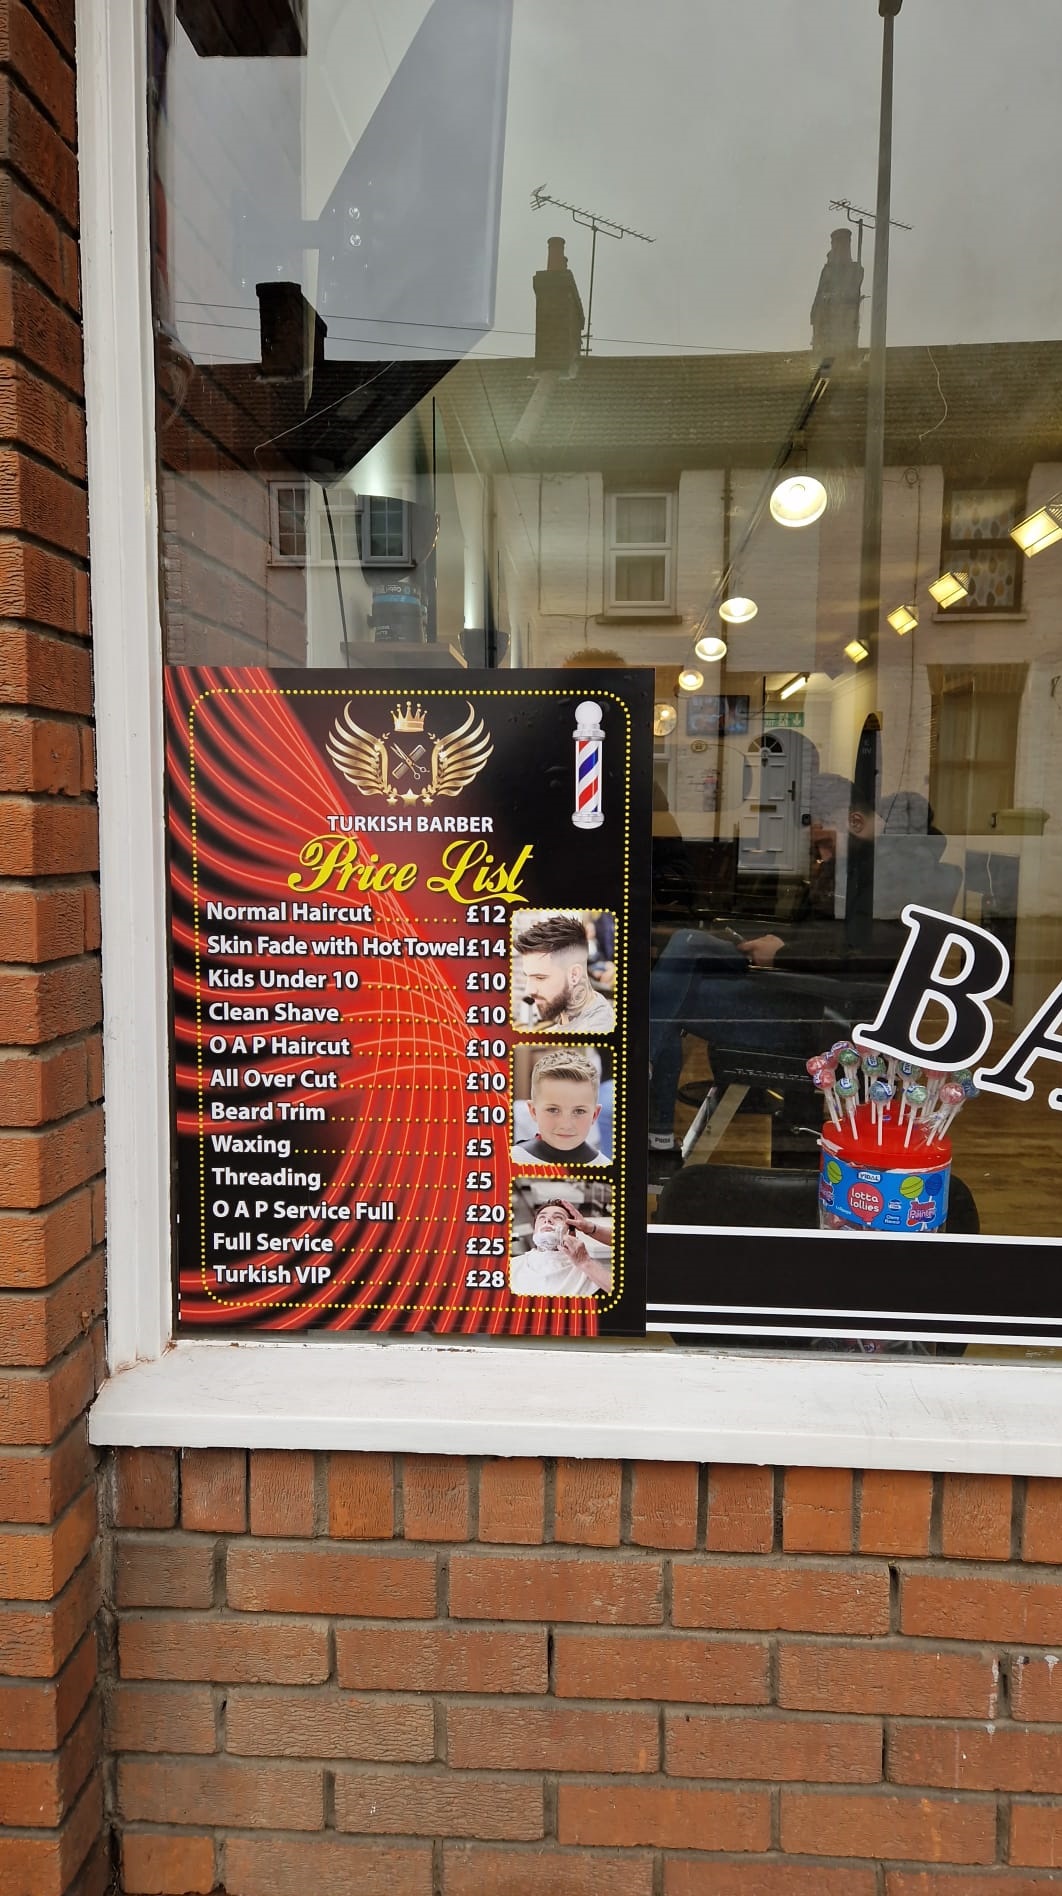 TURKISH BARBER
Price List
Normal Haircut......... £12
Skin Fade with Hot Towel£14
Kids Under 10.......... £10
Clean Shave............ £10
O A P Haircut.......... £10
All Over Cut............ £10
Beard Trim............. £10
Waxing................. £5
Threading.............. £5
O A P Service Full...... £20
Full Service............ £25
Turkish VIP............. £28
BA
lotta
lollies